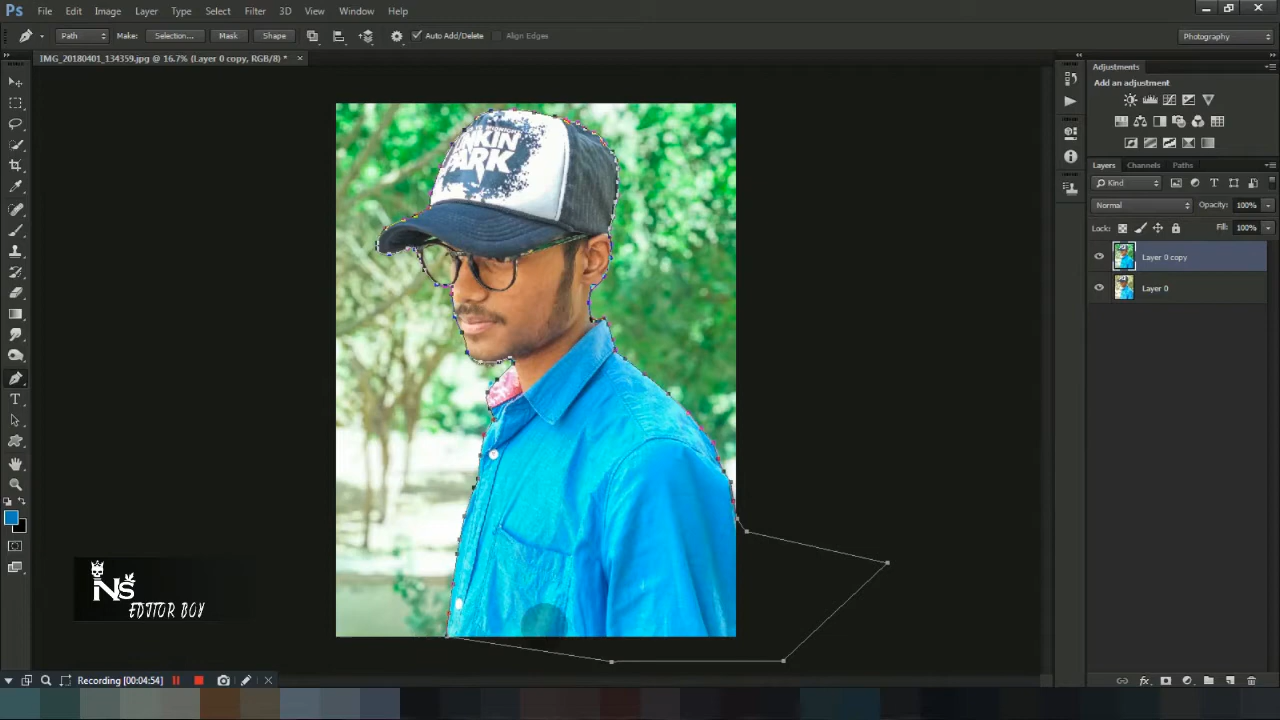 Ps File Edit Image Layer Type Select Filter 3D View Window Help
Path Make: Selection... Mask Shape Auto Add/Delete Align Edges Photography
IMG_20180401_134359.jpg @ 16.7% (Layer 0 copy, RGB/8) * ×
Adjustments
Add an adjustment
Layers Channels Paths
Kind
Normal Opacity: 100%
Lock: Fill: 100%
Layer 0 copy
Layer 0
PARK
NS
EDITOR BOY
Recording [00:04:54]